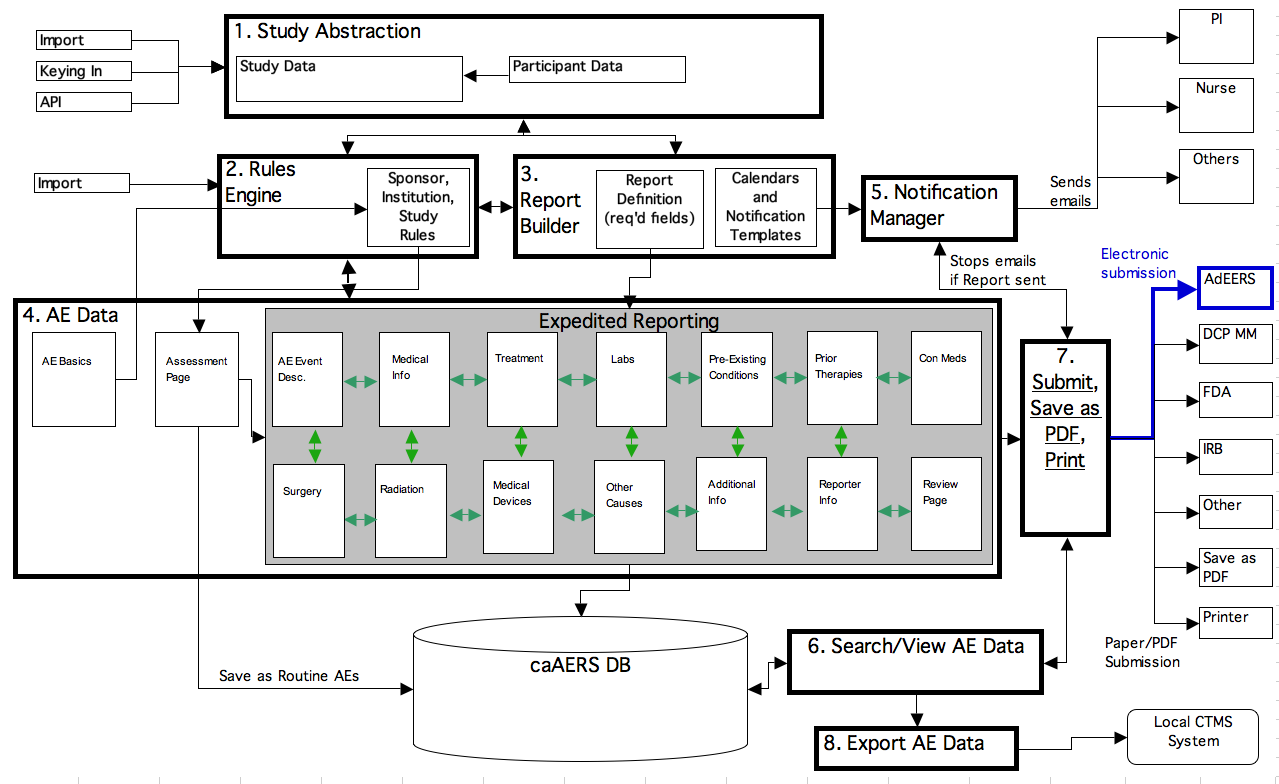 1. Study Abstraction
Import
Keying In
API
Study Data
Participant Data
PI
Nurse
Others
Import
2. Rules
Engine
Sponsor,
Institution,
Study
Rules
3.
Report
Builder
Report
Definition
(req'd fields)
Calendars
and
Notification
Templates
5. Notification
Manager
Sends
emails
Stops emails
if Report sent
Electronic
submission
AdEERS
DCP MM
FDA
IRB
Other
Save as
PDF
Printer
Paper/PDF
Submission
4. AE Data
AE Basics
Assessment
Page
Expedited Reporting
AE Event
Desc.
Medical
Info
Treatment
Labs
Pre-Existing
Conditions
Prior
Therapies
Con Meds
Surgery
Radiation
Medical
Devices
Other
Causes
Additional
Info
Reporter
Info
Review
Page
7.
Submit,
Save as
PDF,
Print
Save as Routine AEs
caAERS DB
6. Search/View AE Data
8. Export AE Data
Local CTMS
System